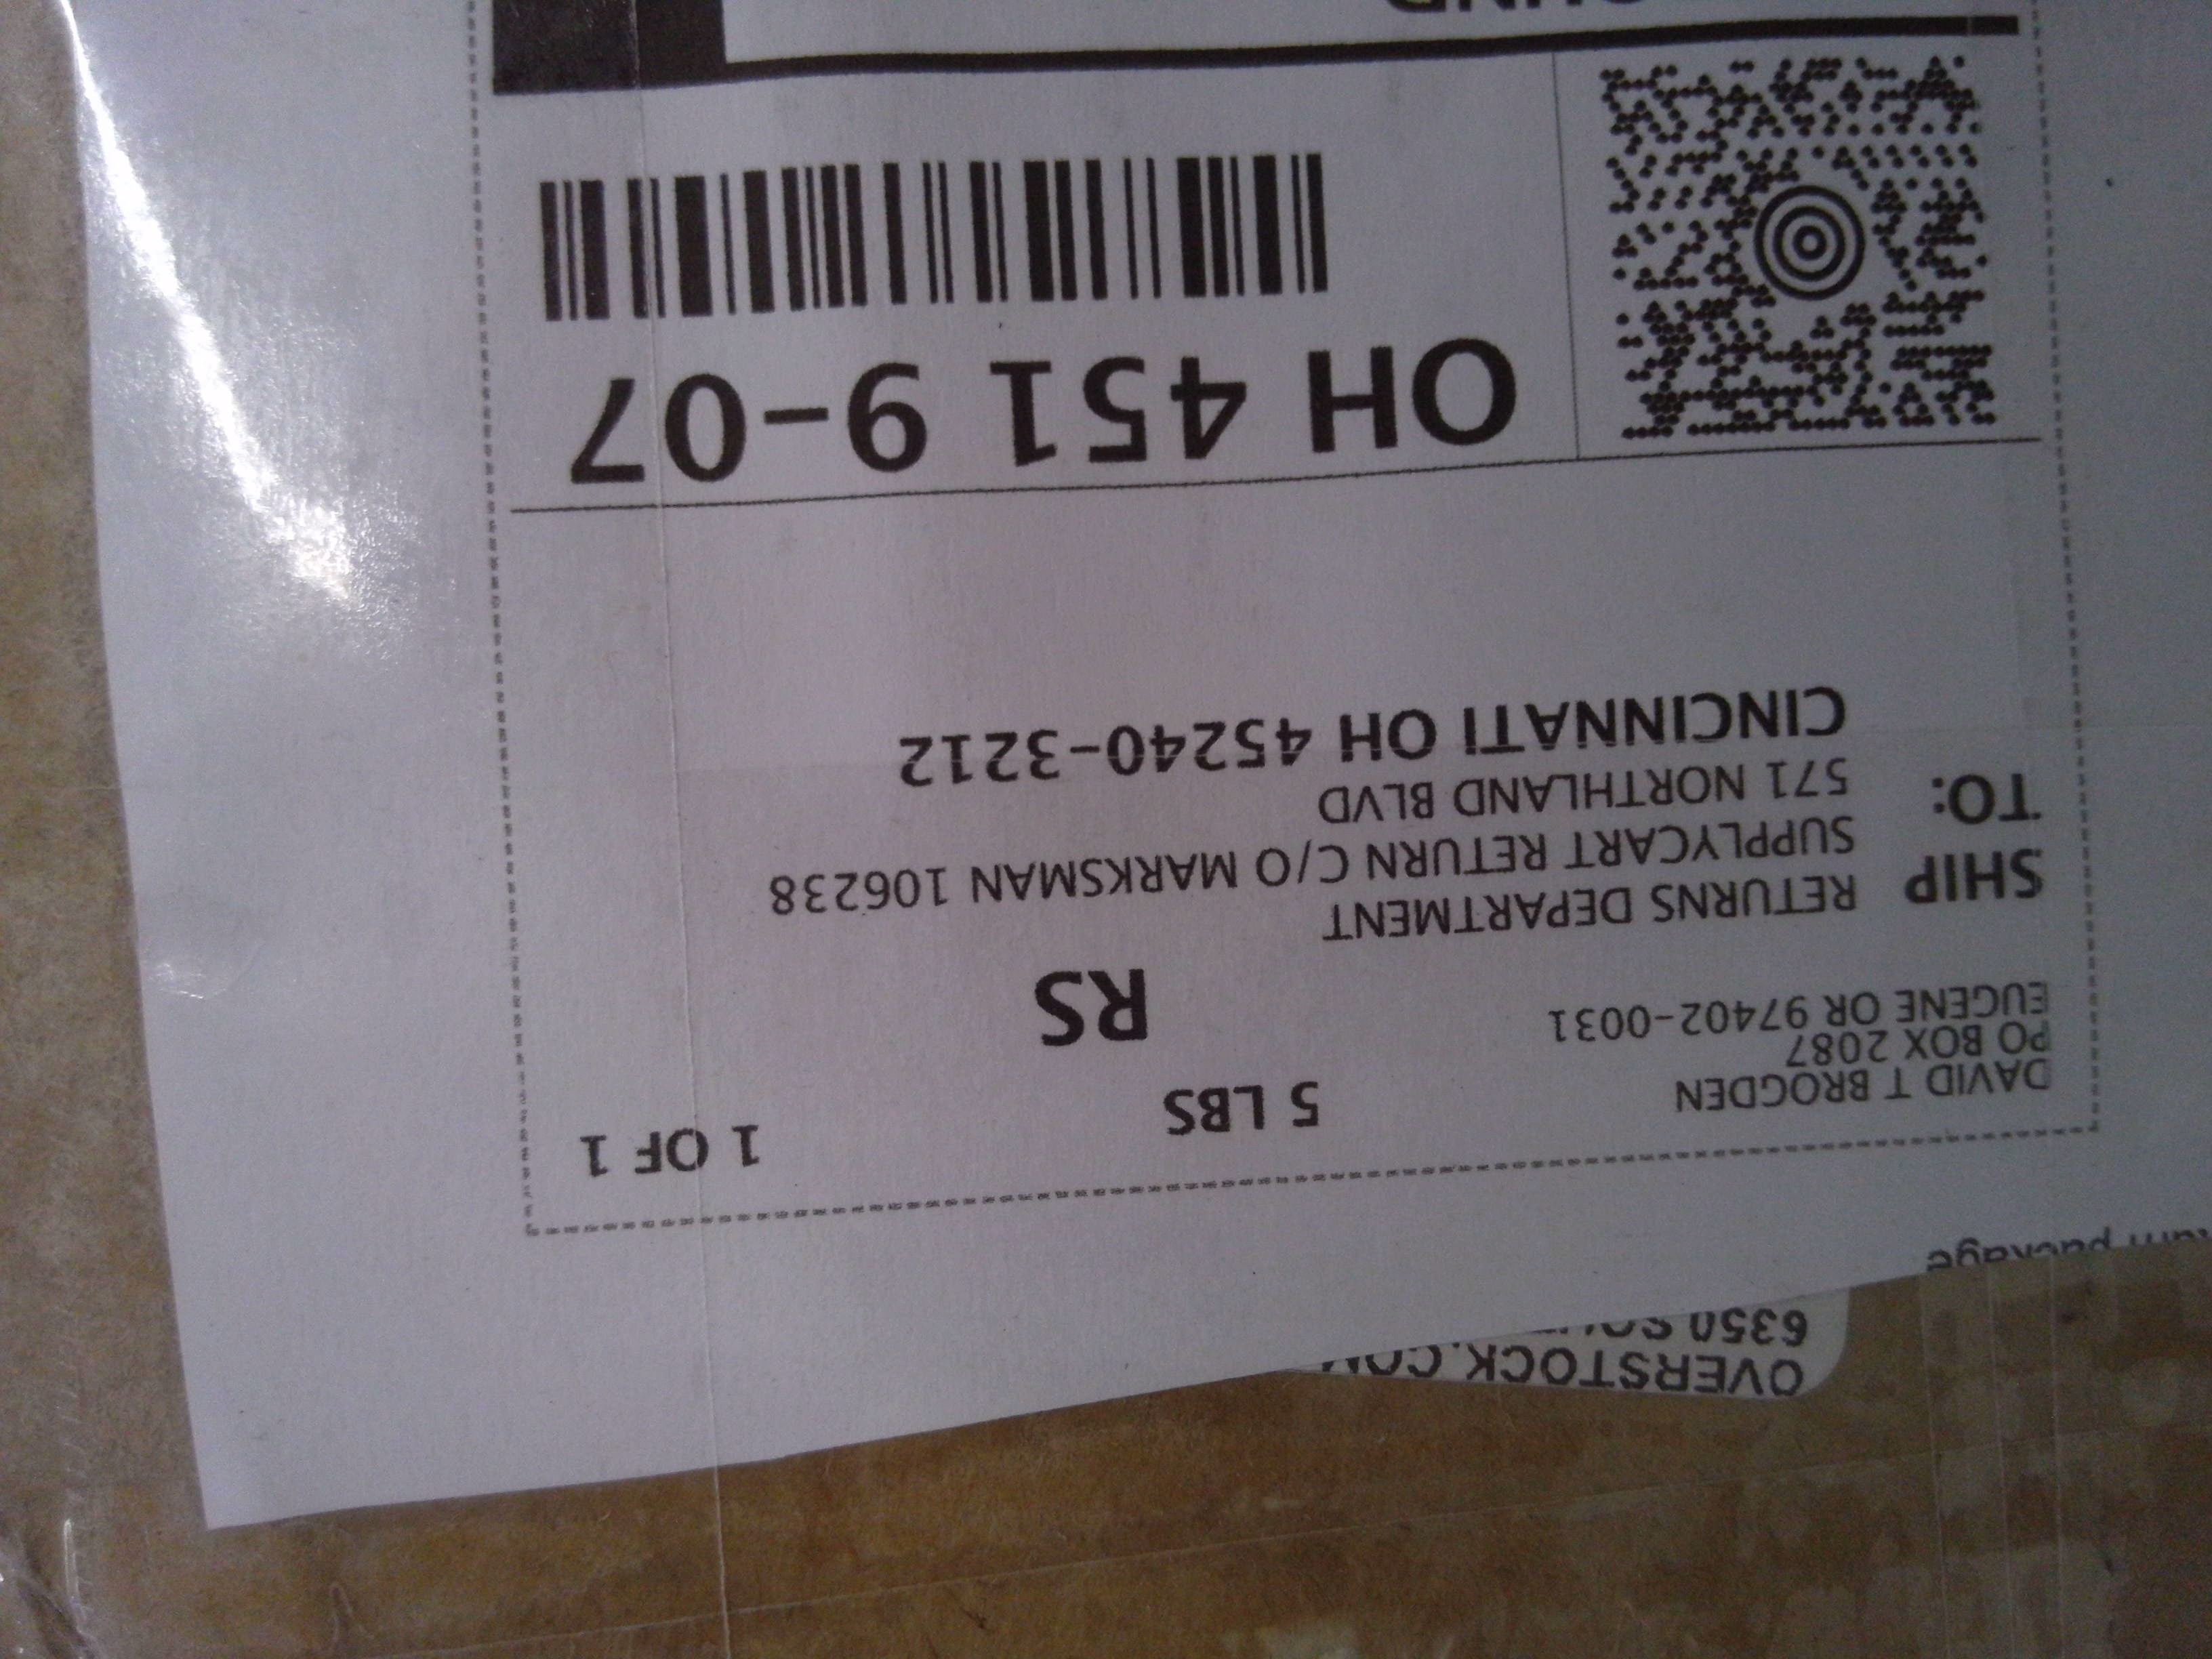 OVERSTOCK.COM
6350
package
DAVID T BROGDEN
PO BOX 2087
EUGENE OR 97402-0031
5 LBS
1 OF 1
RS
SHIP
TO:
RETURNS DEPARTMENT
SUPPLYCART RETURN C/O MARKSMAN 106238
571 NORTHLAND BLVD
CINCINNATI OH 45240-3212
OH 451 9-07